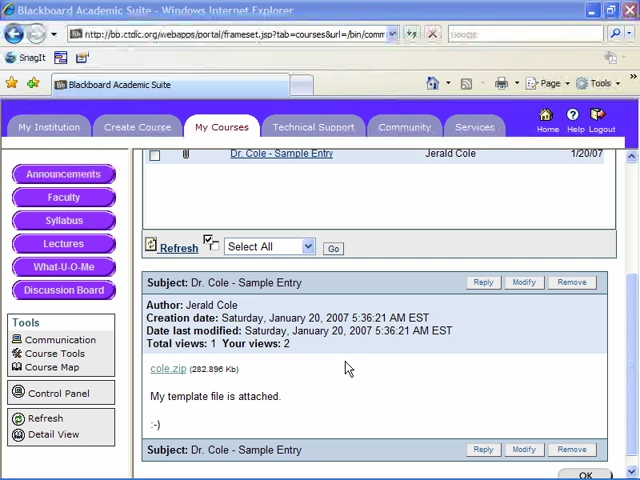 Blackboard Academic Suite - Windows Internet Explorer
http://bb.ctdlc.org/webapps/portal/frameset.jsp?tab=courses&url=/bin/comm
Google
SnagIt
Blackboard Academic Suite
Page
Tools
My Institution
Create Course
My Courses
Technical Support
Community
Services
Home
Help
Logout
Announcements
Faculty
Syllabus
Lectures
What-U-O-Me
Discussion Board
Tools
Communication
Course Tools
Course Map
Control Panel
Refresh
Detail View
Dr. Cole - Sample Entry Jerald Cole 1/20/07
Refresh Select All Go
Subject: Dr. Cole - Sample Entry Reply Modify Remove
Author: Jerald Cole
Creation date: Saturday, January 20, 2007 5:36:21 AM EST
Date last modified: Saturday, January 20, 2007 5:36:21 AM EST
Total views: 1 Your views: 2
cole.zip (282.896 Kb)
My template file is attached.
:-)
Subject: Dr. Cole - Sample Entry Reply Modify Remove
OK